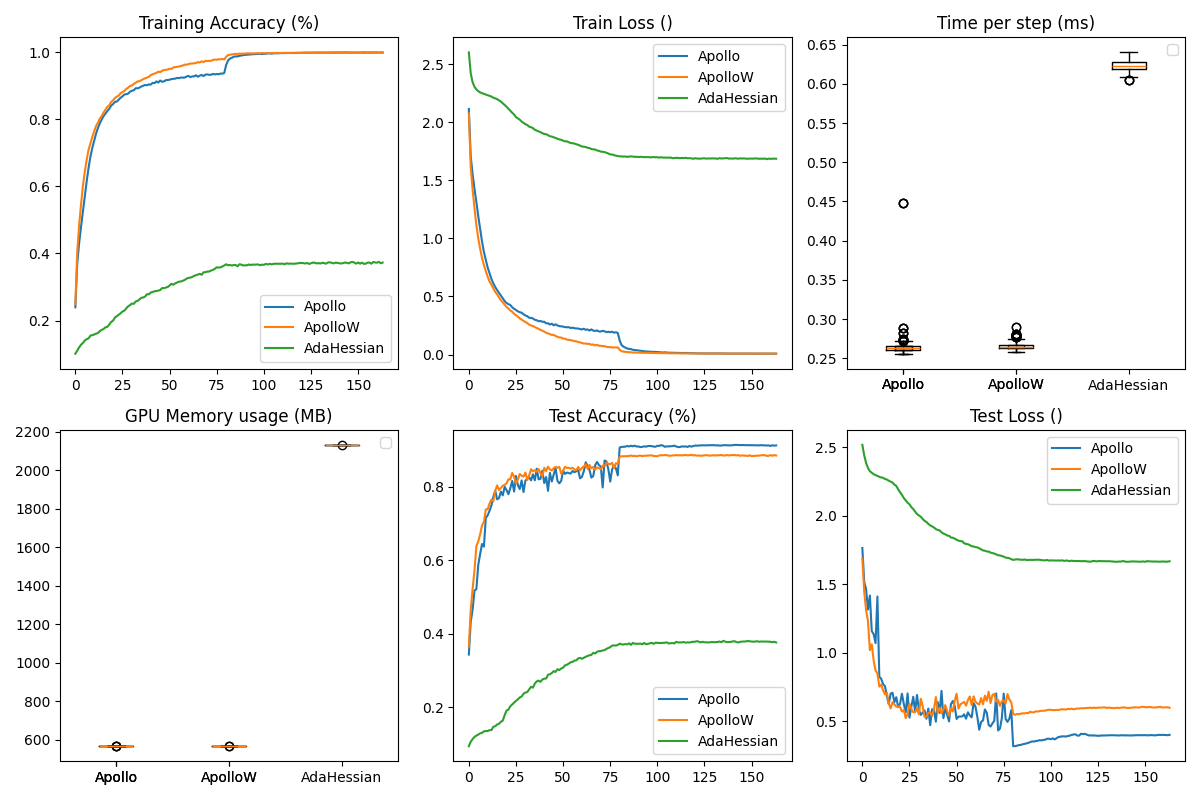 Training Accuracy (%)
1.0
0.8
0.6
0.4
0.2
Apollo
ApolloW
AdaHessian
0 25 50 75 100 125 150
Train Loss ()
2.5
2.0
1.5
1.0
0.5
0.0
Apollo
ApolloW
AdaHessian
0 25 50 75 100 125 150
Time per step (ms)
0.65
0.60
0.55
0.50
0.45
0.40
0.35
0.30
0.25
Apollo ApolloW AdaHessian
GPU Memory usage (MB)
2200
2000
1800
1600
1400
1200
1000
800
600
Apollo ApolloW AdaHessian
Test Accuracy (%)
0.8
0.6
0.4
0.2
Apollo
ApolloW
AdaHessian
0 25 50 75 100 125 150
Test Loss ()
2.5
2.0
1.5
1.0
0.5
Apollo
ApolloW
AdaHessian
0 25 50 75 100 125 150